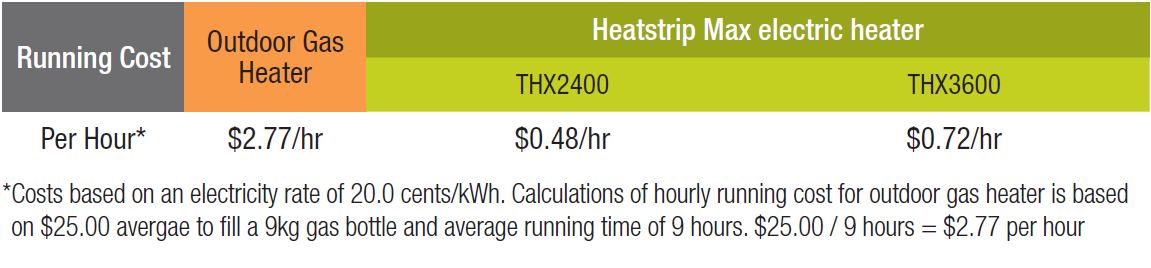 Running Cost
Outdoor Gas
Heater
Heatstrip Max electric heater
THX2400
THX3600
Per Hour*
$2.77/hr
$0.48/hr
$0.72/hr
*Costs based on an electricity rate of 20.0 cents/kWh. Calculations of hourly running cost for outdoor gas heater is based
on $25.00 avergae to fill a 9kg gas bottle and average running time of 9 hours. $25.00 / 9 hours = $2.77 per hour